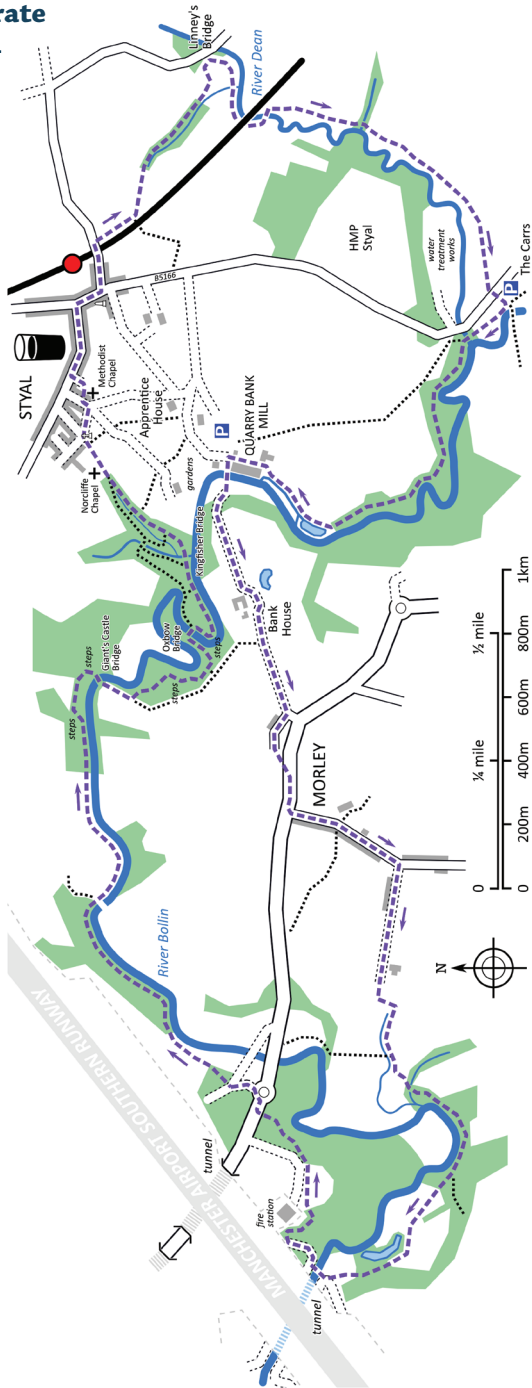 rate
Linney's
Bridge
River Dean
HMP
Styal
water
treatment
works
The Carrs
P
B5166
STYAL
Methodist
Chapel
Apprentice
House
Norcliffe
Chapel
gardens
P
QUARRY BANK
MILL
Kingfisher Bridge
Giant's Castle
Bridge
Oxbow
Bridge
steps
steps
steps
steps
Bank
House
MORLEY
River Bollin
MANCHESTER AIRPORT SOUTHERN RUNWAY
tunnel
fire
station
tunnel
N
0 ¼ mile ½ mile
0 200m 400m 600m 800m 1km